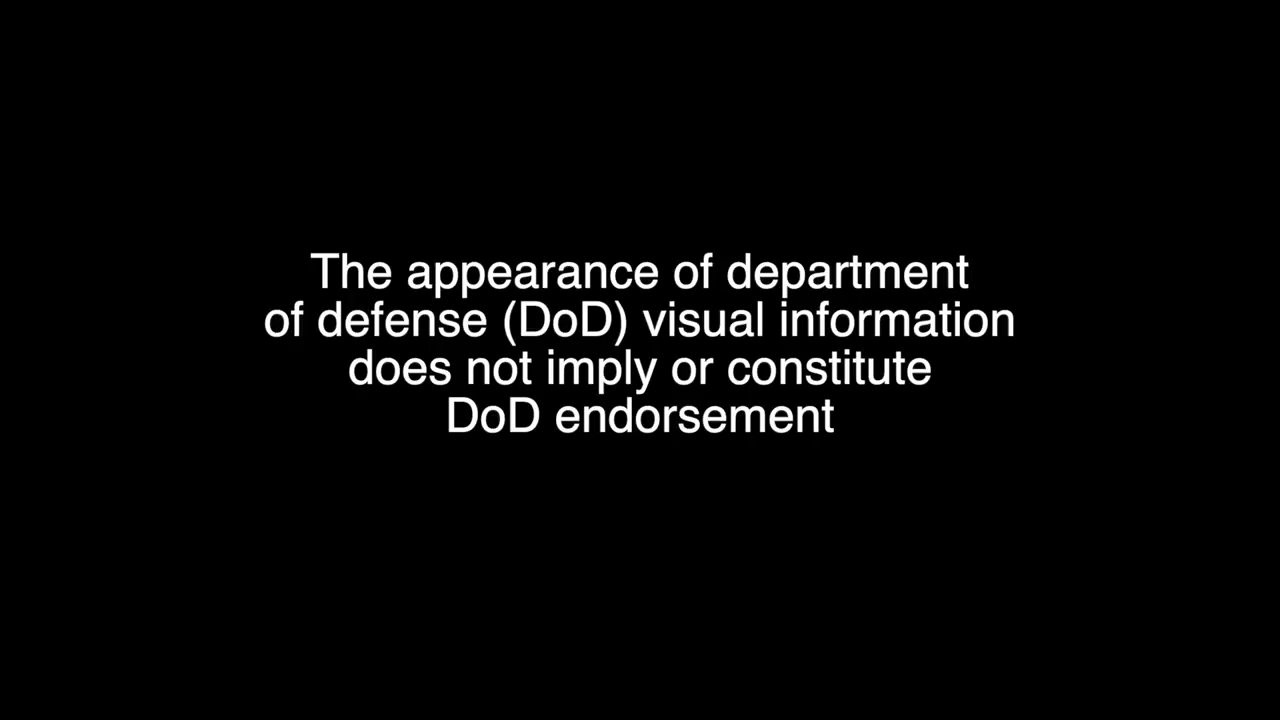 The appearance of department
of defense (DoD) visual information
does not imply or constitute
DoD endorsement